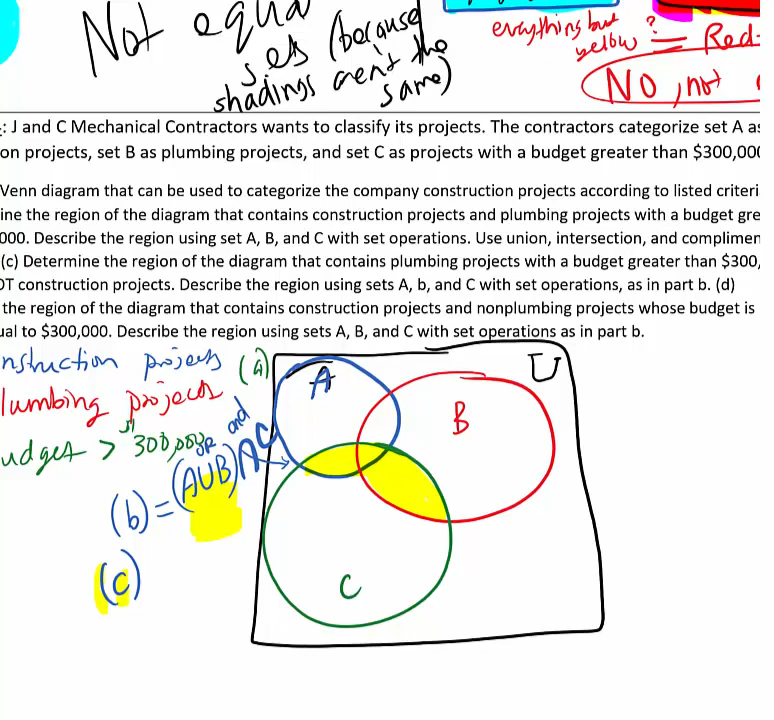 Not equa
sets (because
shadings aren't the
same)
everything but
yellow ?= Red
NO, not
: J and C Mechanical Contractors wants to classify its projects. The contractors categorize set A as
on projects, set B as plumbing projects, and set C as projects with a budget greater than $300,000
Venn diagram that can be used to categorize the company construction projects according to listed criteri
ine the region of the diagram that contains construction projects and plumbing projects with a budget gre
000. Describe the region using set A, B, and C with set operations. Use union, intersection, and complimen
(c) Determine the region of the diagram that contains plumbing projects with a budget greater than $300,
OT construction projects. Describe the region using sets A, b, and C with set operations, as in part b. (d)
the region of the diagram that contains construction projects and nonplumbing projects whose budget is
ual to $300,000. Describe the region using sets A, B, and C with set operations as in part b.
nstruction projects (a)
lumbing projects
udget > $300,000
or and
(b) = (A∪B)∩C
(c)
A
B
C
U